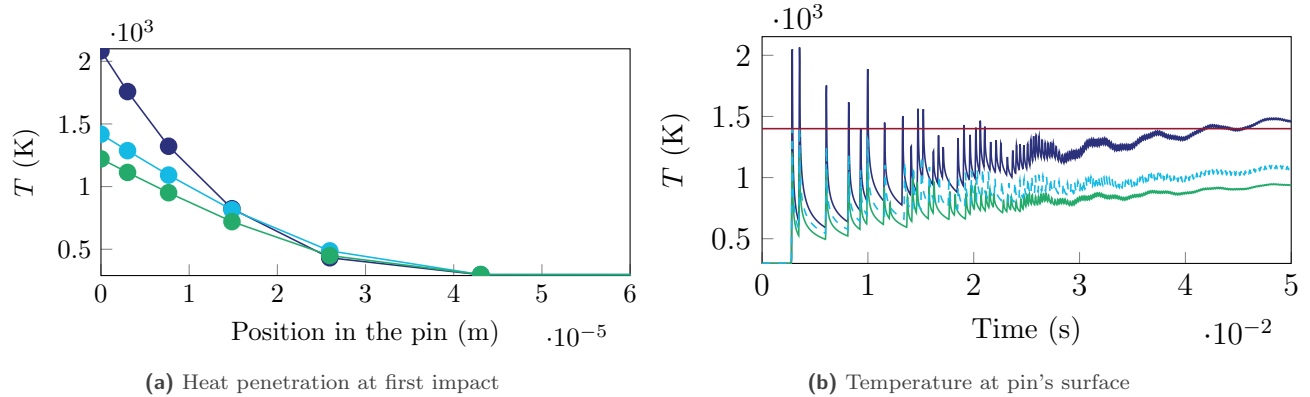 ·10³
2
1.5
1
0.5
T (K)
0 1 2 3 4 5 6
Position in the pin (m)
·10⁻⁵
(a) Heat penetration at first impact
·10³
2
1.5
1
0.5
T (K)
0 1 2 3 4 5
Time (s)
·10⁻²
(b) Temperature at pin's surface